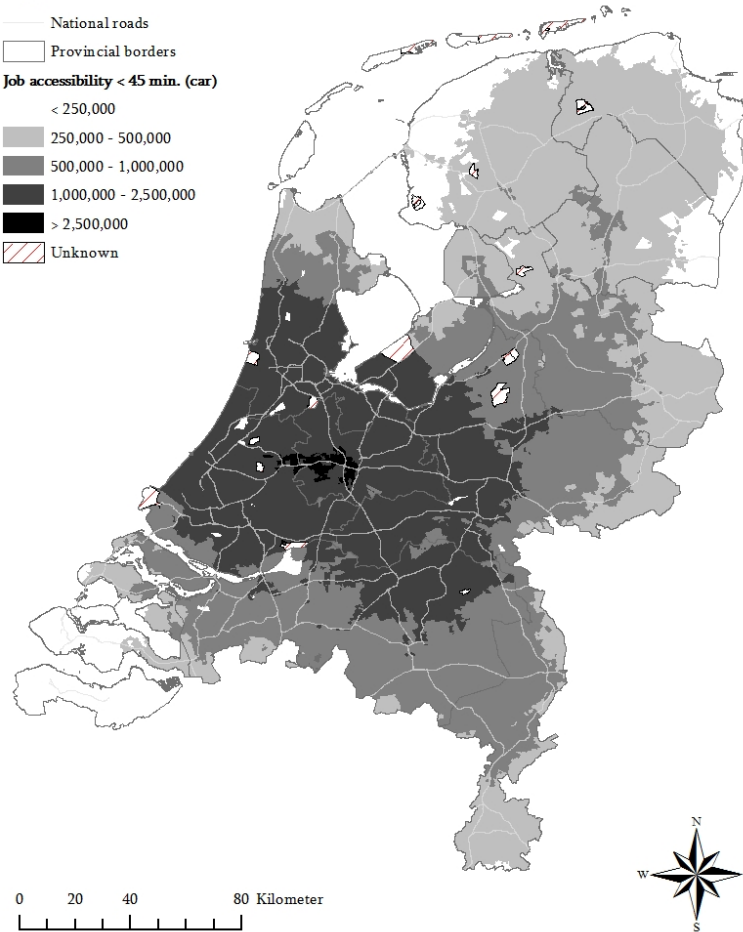 National roads
Provincial borders
Job accessibility < 45 min. (car)
< 250,000
250,000 - 500,000
500,000 - 1,000,000
1,000,000 - 2,500,000
> 2,500,000
Unknown
N
W E
S
0 20 40 80 Kilometer